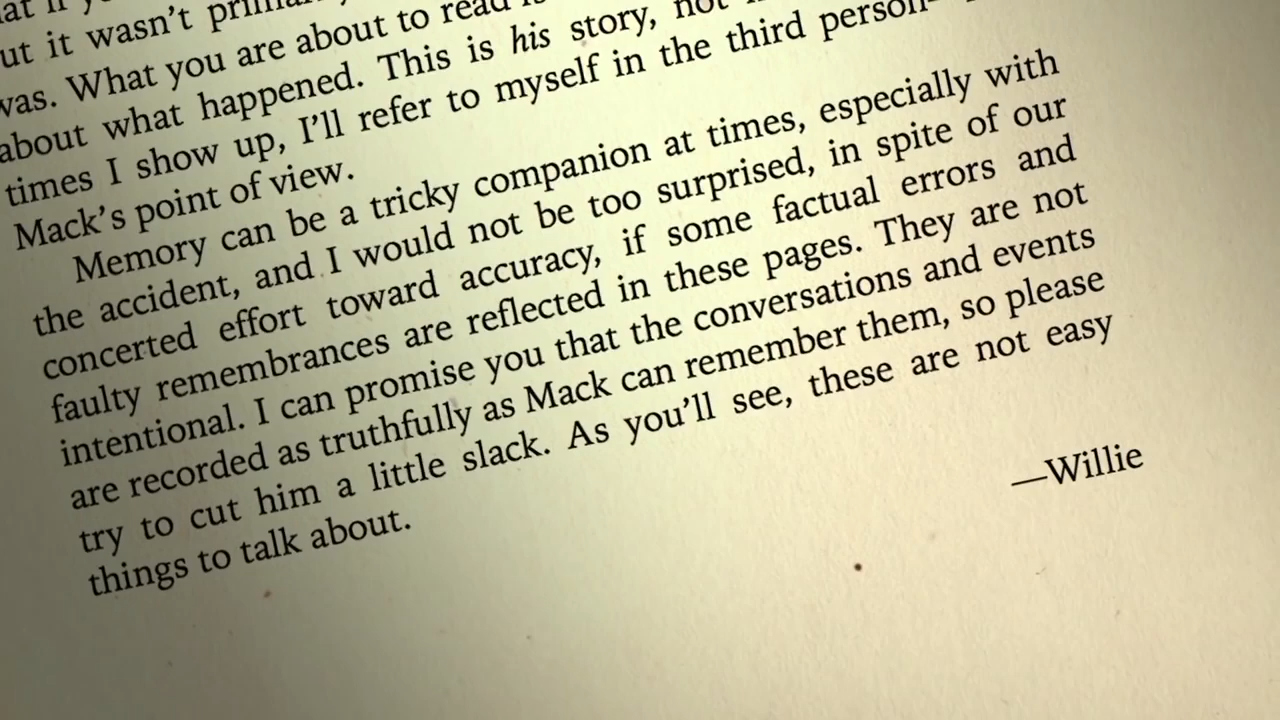 ut it wasn't
was. What you are about to read
about what happened. This is his story, not
times I show up, I'll refer to myself in the third person
Mack's point of view.
Memory can be a tricky companion at times, especially with
the accident, and I would not be too surprised, in spite of our
concerted effort toward accuracy, if some factual errors and
faulty remembrances are reflected in these pages. They are not
intentional. I can promise you that the conversations and events
are recorded as truthfully as Mack can remember them, so please
try to cut him a little slack. As you'll see, these are not easy
things to talk about.
—Willie